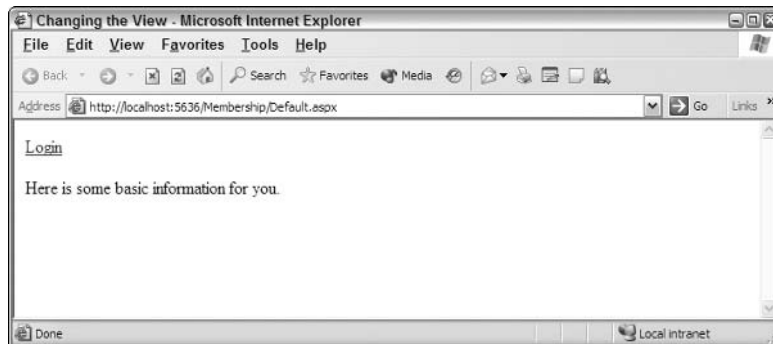 Changing the View - Microsoft Internet Explorer
File Edit View Favorites Tools Help
Back Search Favorites Media
Address http://localhost:5636/Membership/Default.aspx Go Links
Login
Here is some basic information for you.
Done Local intranet